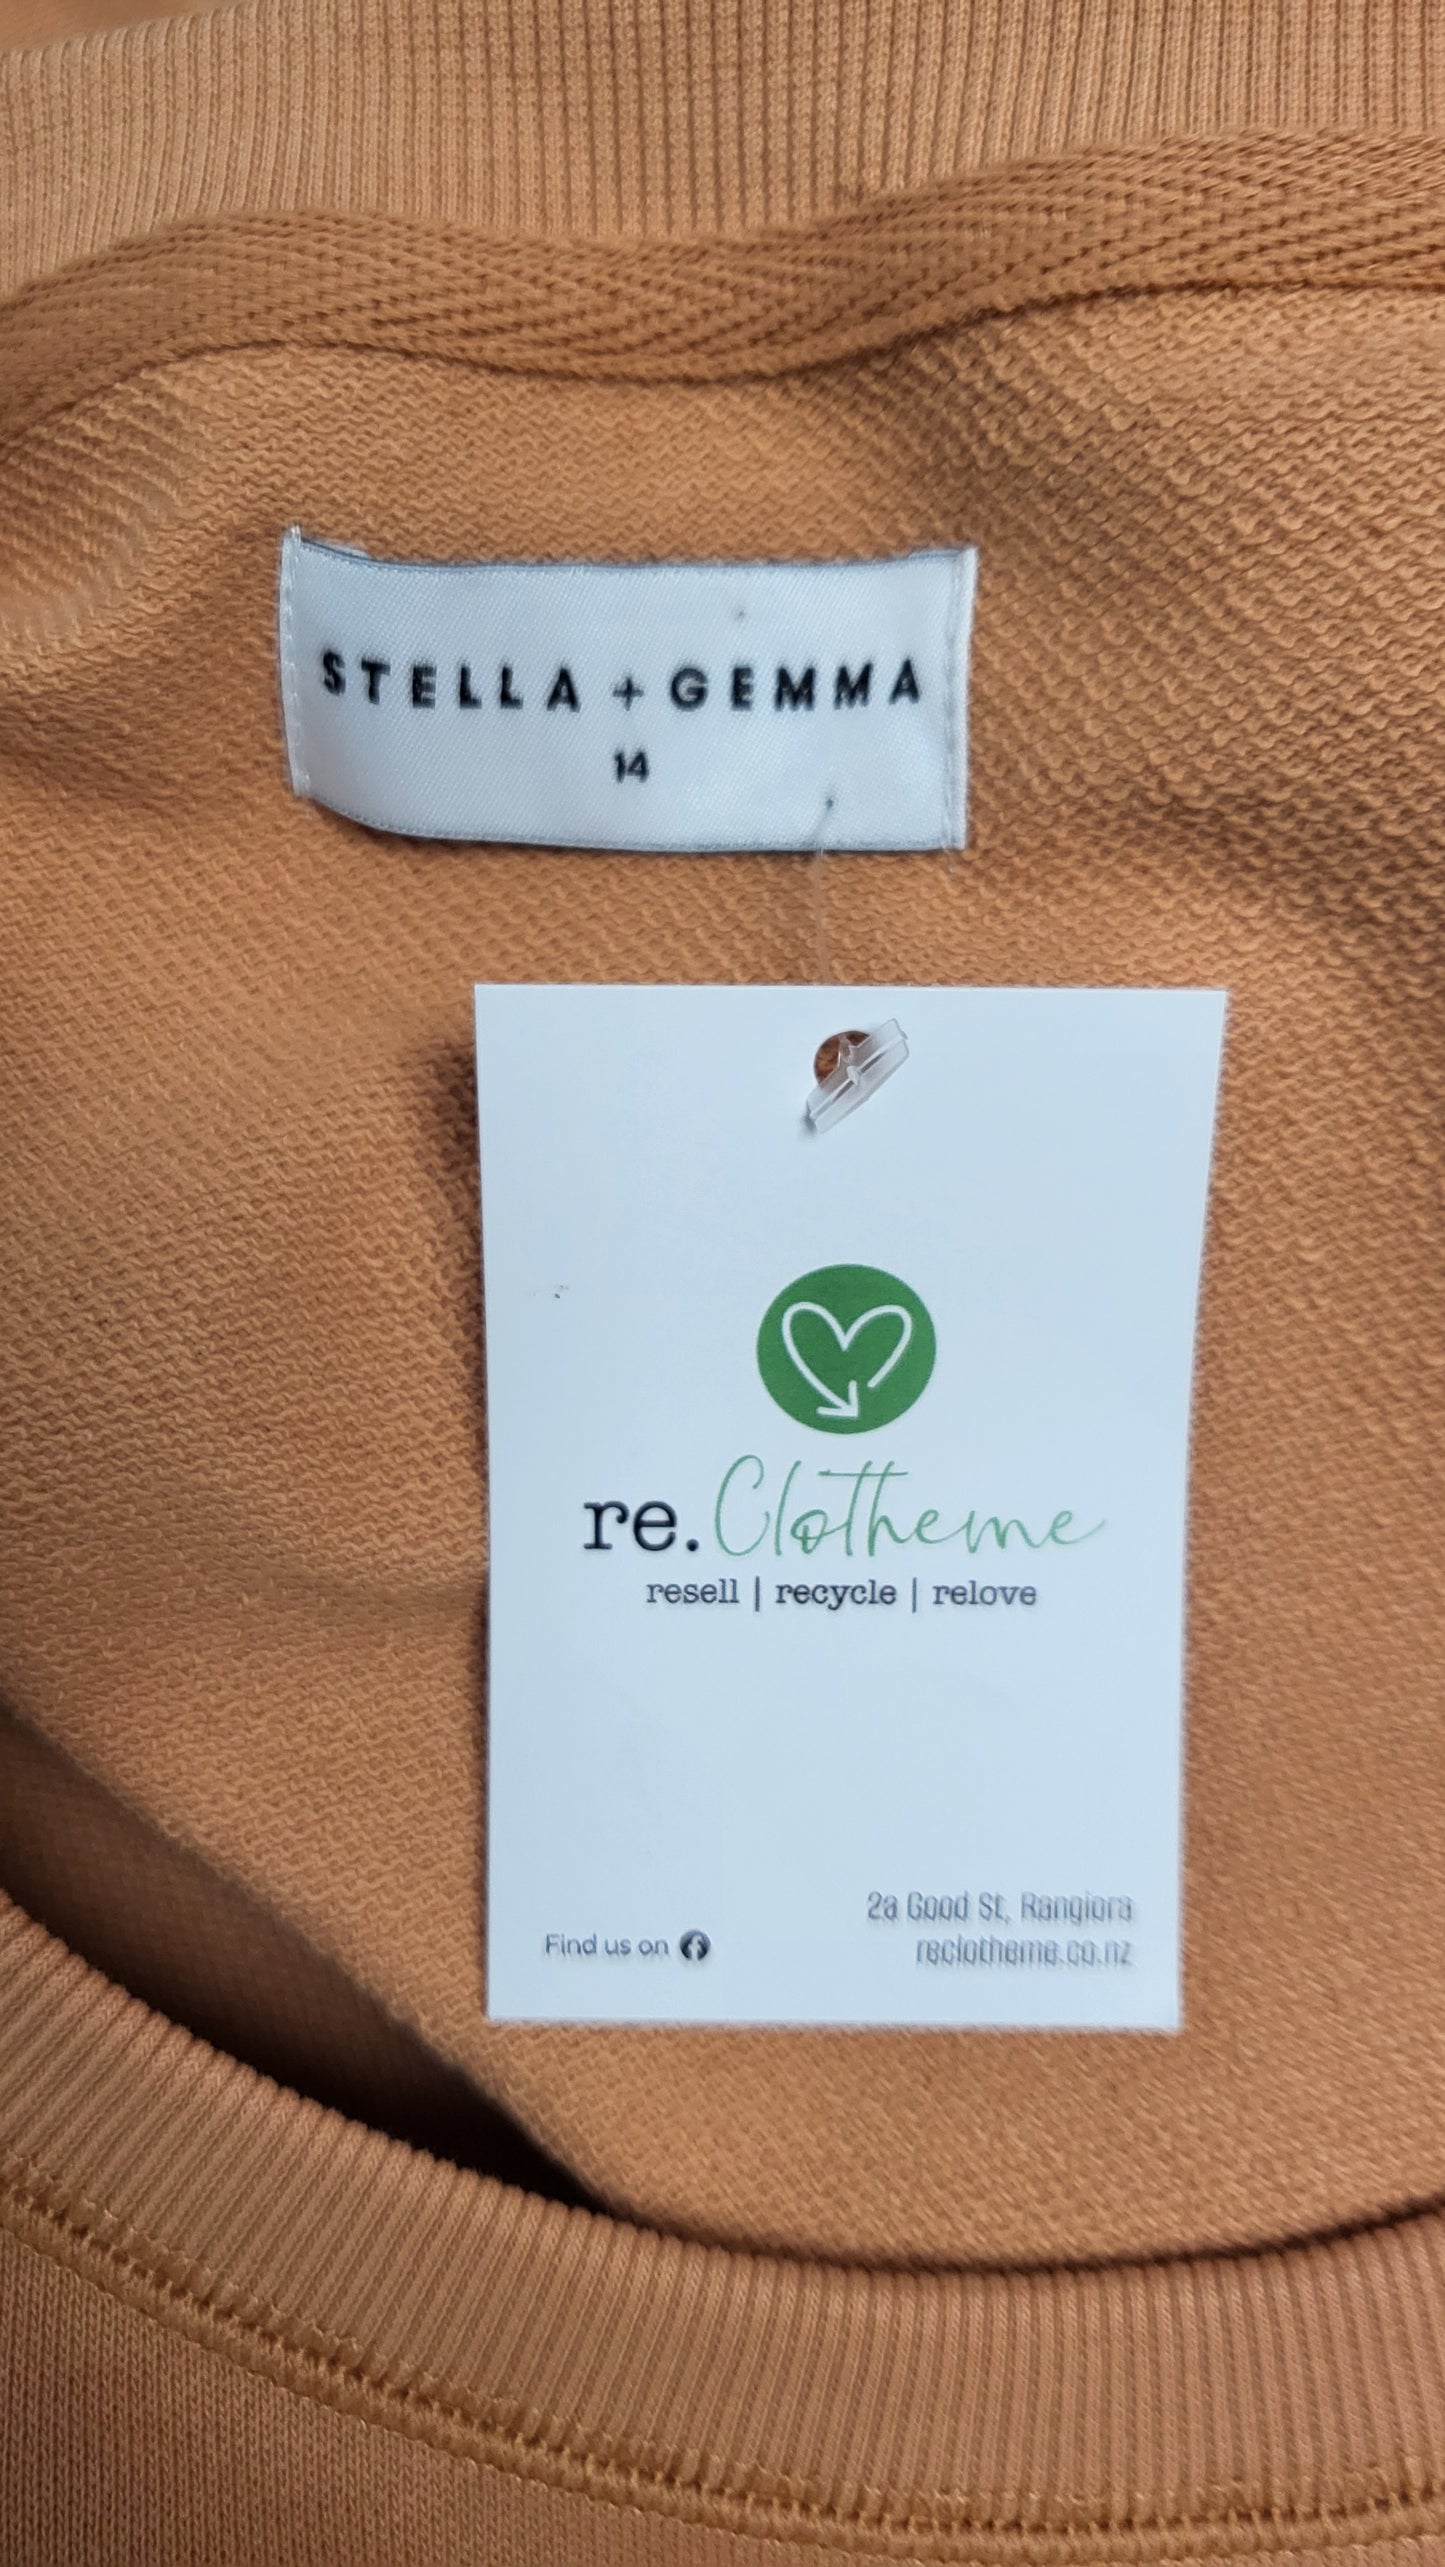 STELLA + GEMMA
14
re.Clotheme
resell | recycle | relove
2a Good St, Rangiora
Find us on
reclotheme.co.nz